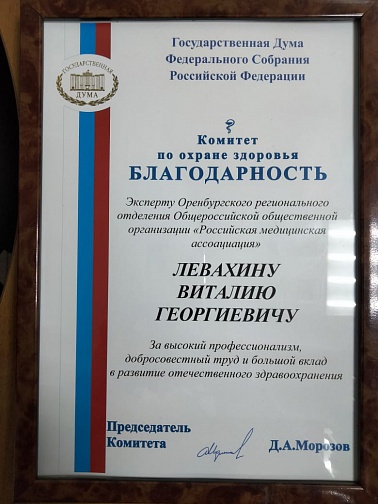 ГОСУДАРСТВЕННАЯ
ДУМА
Государственная Дума
Федерального Собрания
Российской Федерации
Комитет
по охране здоровья
БЛАГОДАРНОСТЬ
Эксперту Оренбургского регионального
отделения Общероссийской общественной
организации «Российская медицинская
ассоациация»
ЛЕВАХИНУ
ВИТАЛИЮ
ГЕОРГИЕВИЧУ
За высокий профессионализм,
добросовестный труд и большой вклад
в развитие отечественного здравоохранения
Председатель
Комитета
Д.А.Морозов